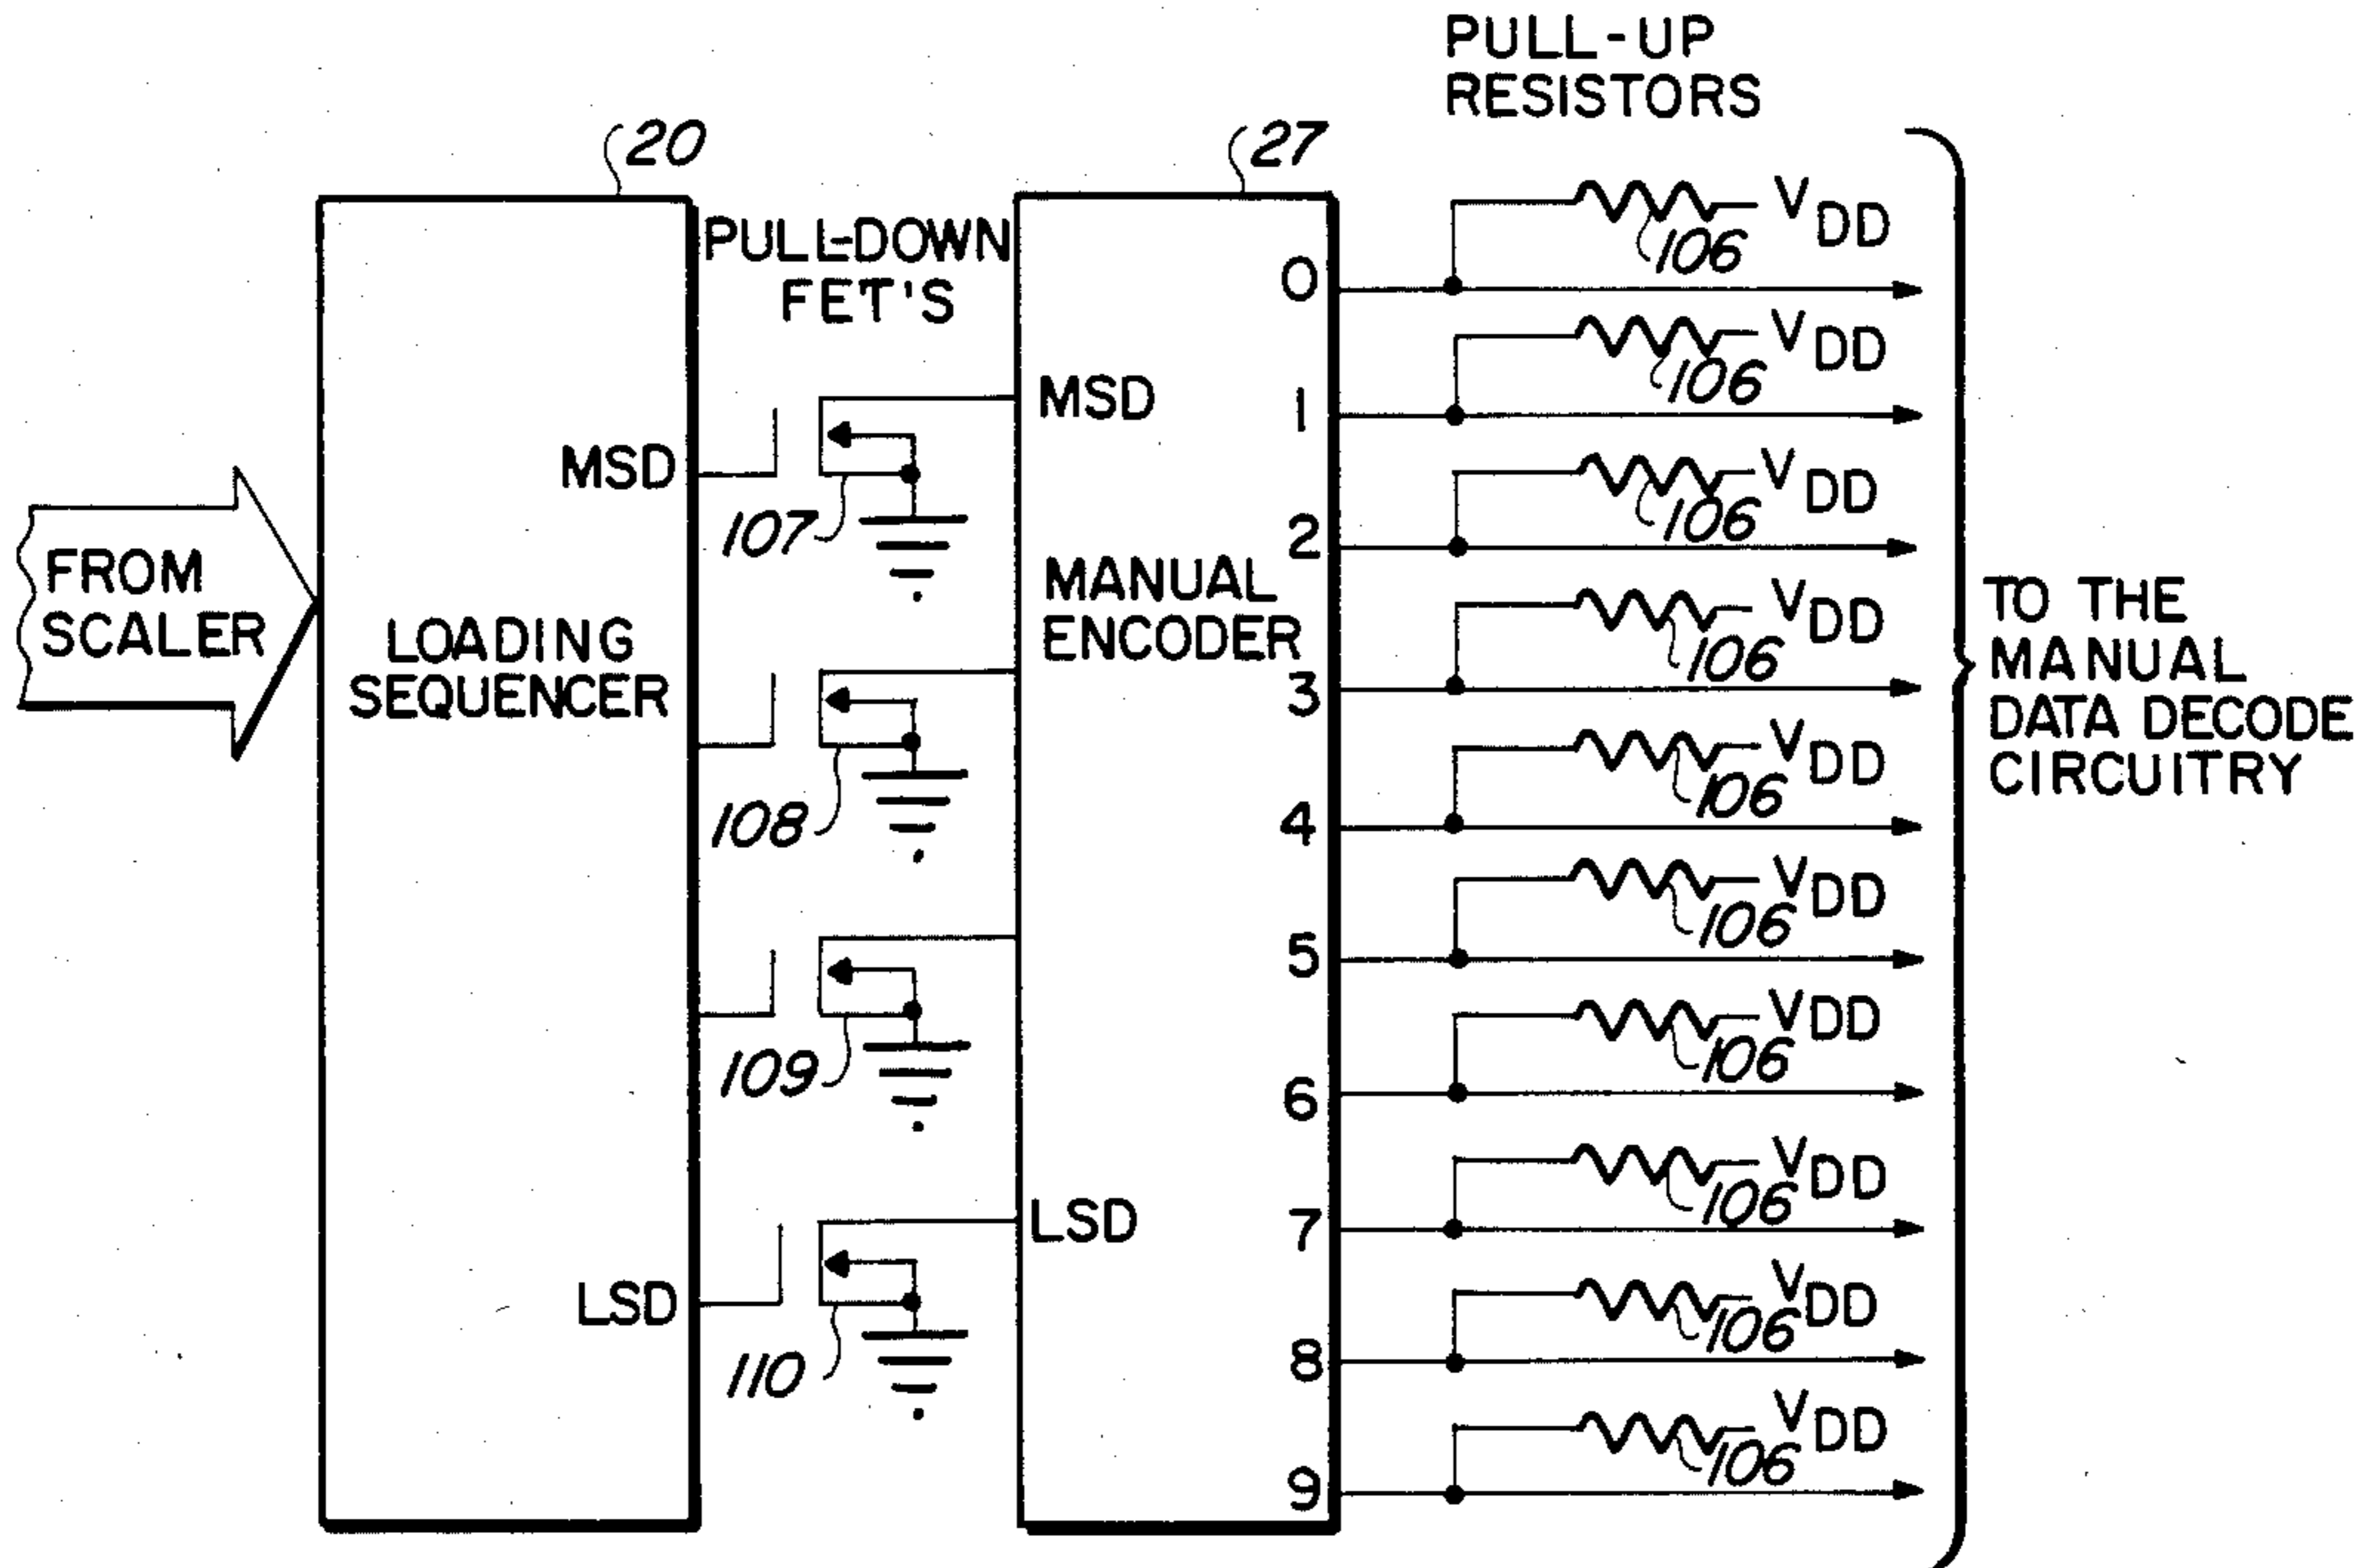 PULL-UP
RESISTORS
20
27
PULL-DOWN
FET'S
FROM
SCALER
LOADING
SEQUENCER
MSD
LSD
107
108
109
110
MSD
MANUAL
ENCODER
LSD
0
1
2
3
4
5
6
7
8
9
VDD
106
VDD
106
VDD
106
VDD
106
VDD
106
VDD
106
VDD
106
VDD
106
VDD
106
VDD
106
TO THE
MANUAL
DATA DECODE
CIRCUITRY